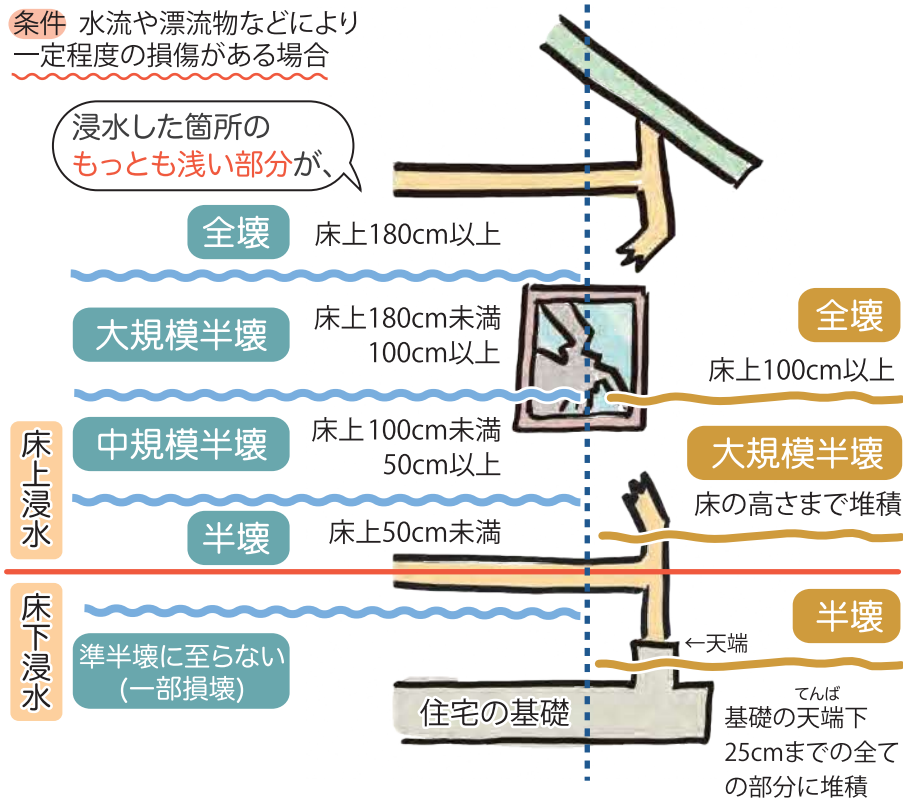 条件 水流や漂流物などにより
一定程度の損傷がある場合
浸水した箇所の
もっとも浅い部分が、
全壊 床上180cm以上
大規模半壊 床上180cm未満
100cm以上
床上浸水
中規模半壊 床上100cm未満
50cm以上
半壊 床上50cm未満
床下浸水
準半壊に至らない
(一部損壊)
住宅の基礎
全壊
床上100cm以上
大規模半壊
床の高さまで堆積
半壊
←天端
てんば
基礎の天端下
25cmまでの全て
の部分に堆積